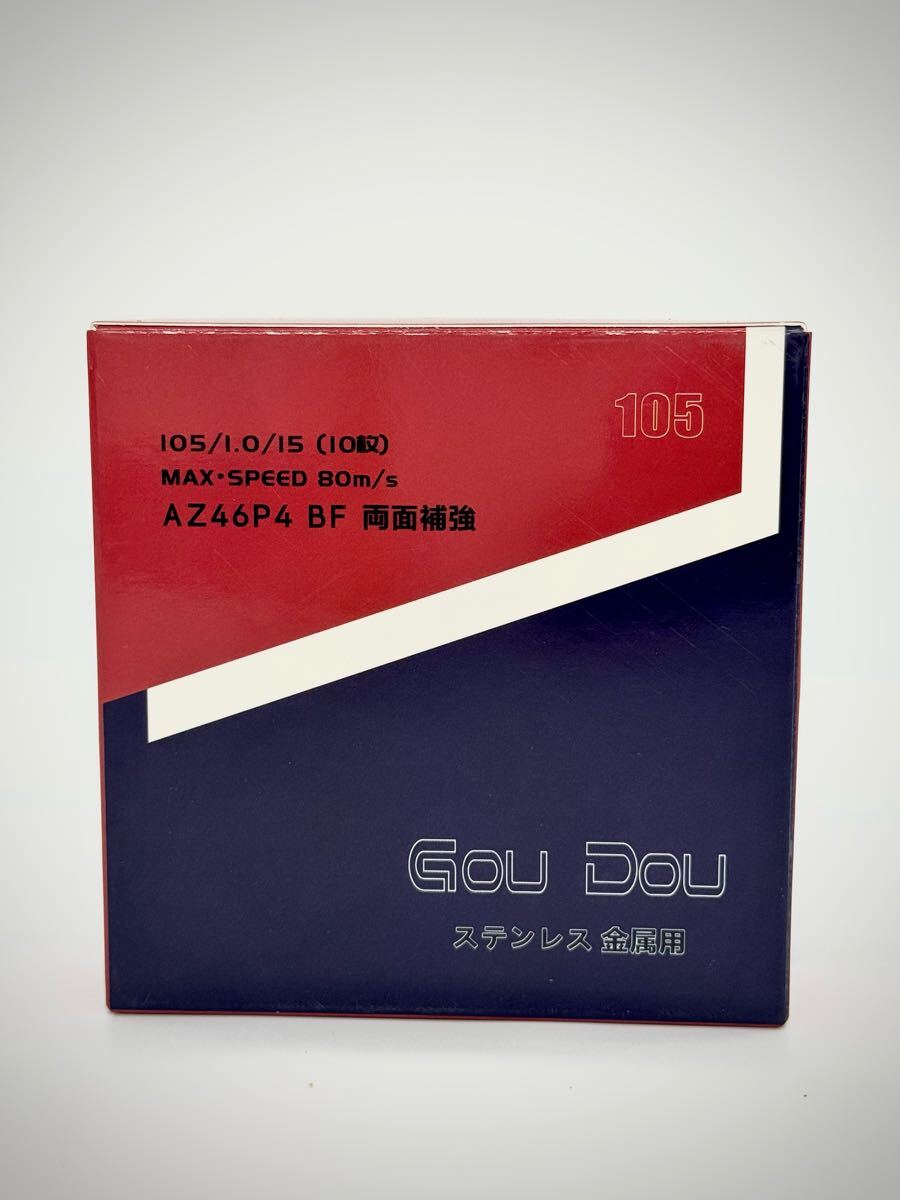 105
105/1.0/15 (10枚)
MAX・SPEED 80m/s
AZ46P4 BF 両面補強
Gou Dou
ステンレス 金属用